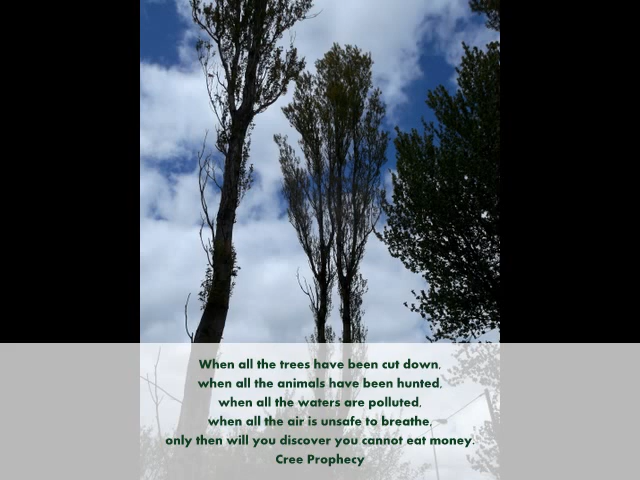 When all the trees have been cut down,
when all the animals have been hunted,
when all the waters are polluted,
when all the air is unsafe to breathe,
only then will you discover you cannot eat money.
Cree Prophecy